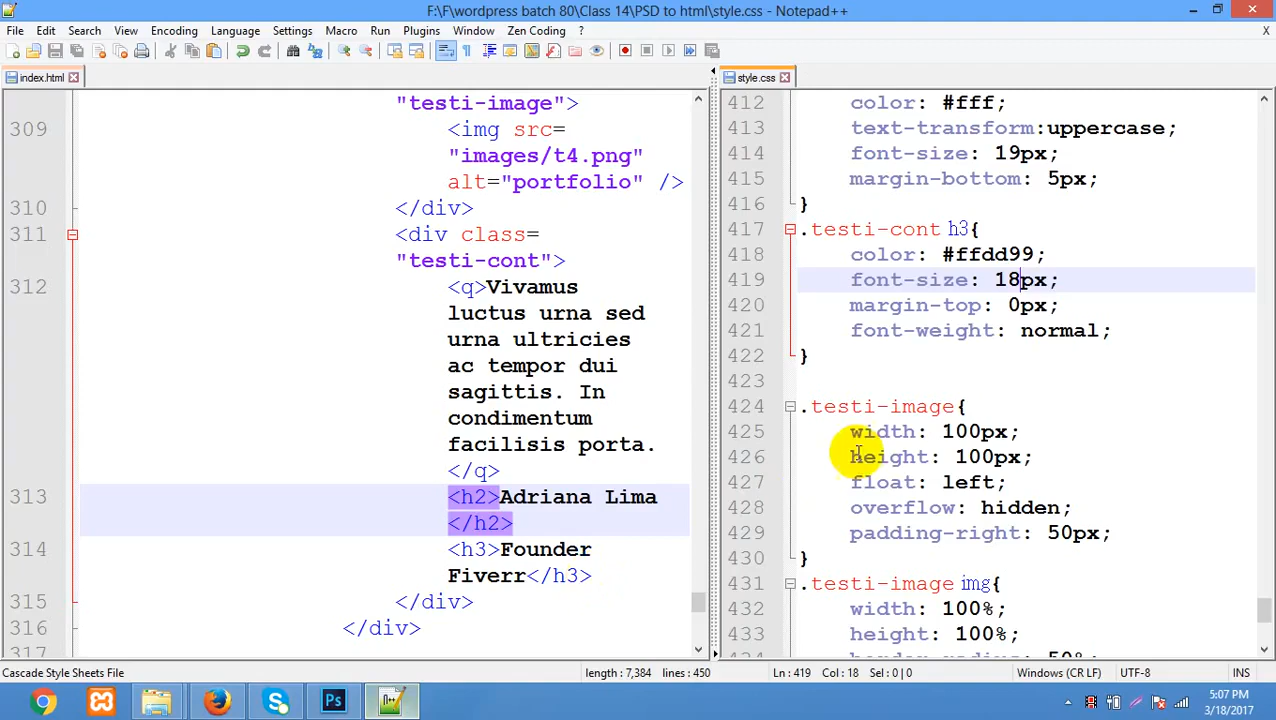 F:\F\wordpress batch 80\Class 14\PSD to html\style.css - Notepad++
File Edit Search View Encoding Language Settings Macro Run Plugins Window Zen Coding ? X
index.html
"testi-image">
309 <img src=
"images/t4.png"
alt="portfolio" />
310 </div>
311 <div class=
"testi-cont">
312 <q>Vivamus
luctus urna sed
urna ultricies
ac tempor dui
sagittis. In
condimentum
facilisis porta.
</q>
313 <h2>Adriana Lima
</h2>
314 <h3>Founder
Fiverr</h3>
315 </div>
316 </div>
317
style.css
412 color: #fff;
413 text-transform:uppercase;
414 font-size: 19px;
415 margin-bottom: 5px;
416 }
417 .testi-cont h3{
418 color: #ffdd99;
419 font-size: 18px;
420 margin-top: 0px;
421 font-weight: normal;
422 }
423
424 .testi-image{
425 width: 100px;
426 height: 100px;
427 float: left;
428 overflow: hidden;
429 padding-right: 50px;
430 }
431 .testi-image img{
432 width: 100%;
433 height: 100%;
border-radius: 50%
Cascade Style Sheets File length : 7,384 lines : 450 Ln : 419 Col : 18 Sel : 0 | 0 Windows (CR LF) UTF-8 INS
Ps
5:07 PM
3/18/2017